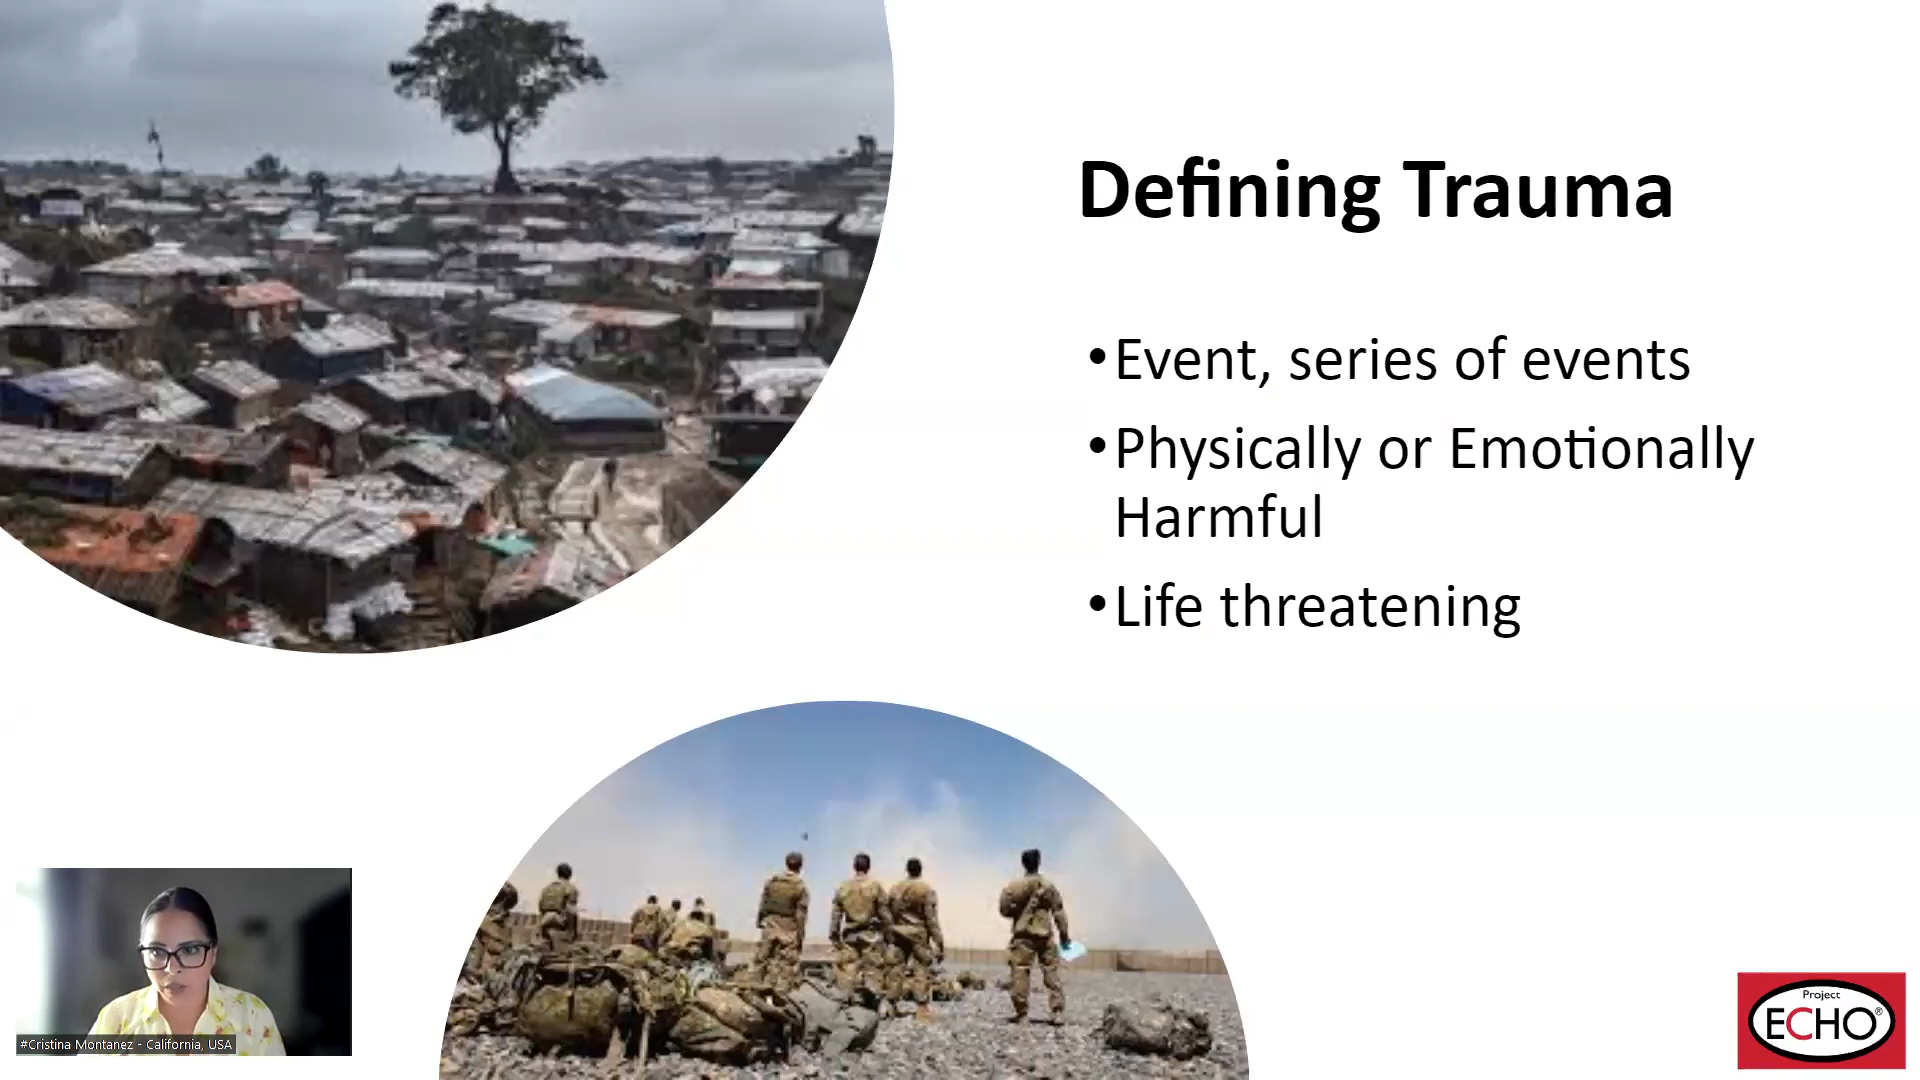 Defining Trauma
•Event, series of events
•Physically or Emotionally
Harmful
•Life threatening
#Cristina Montanez - California, USA
Project
ECHO®